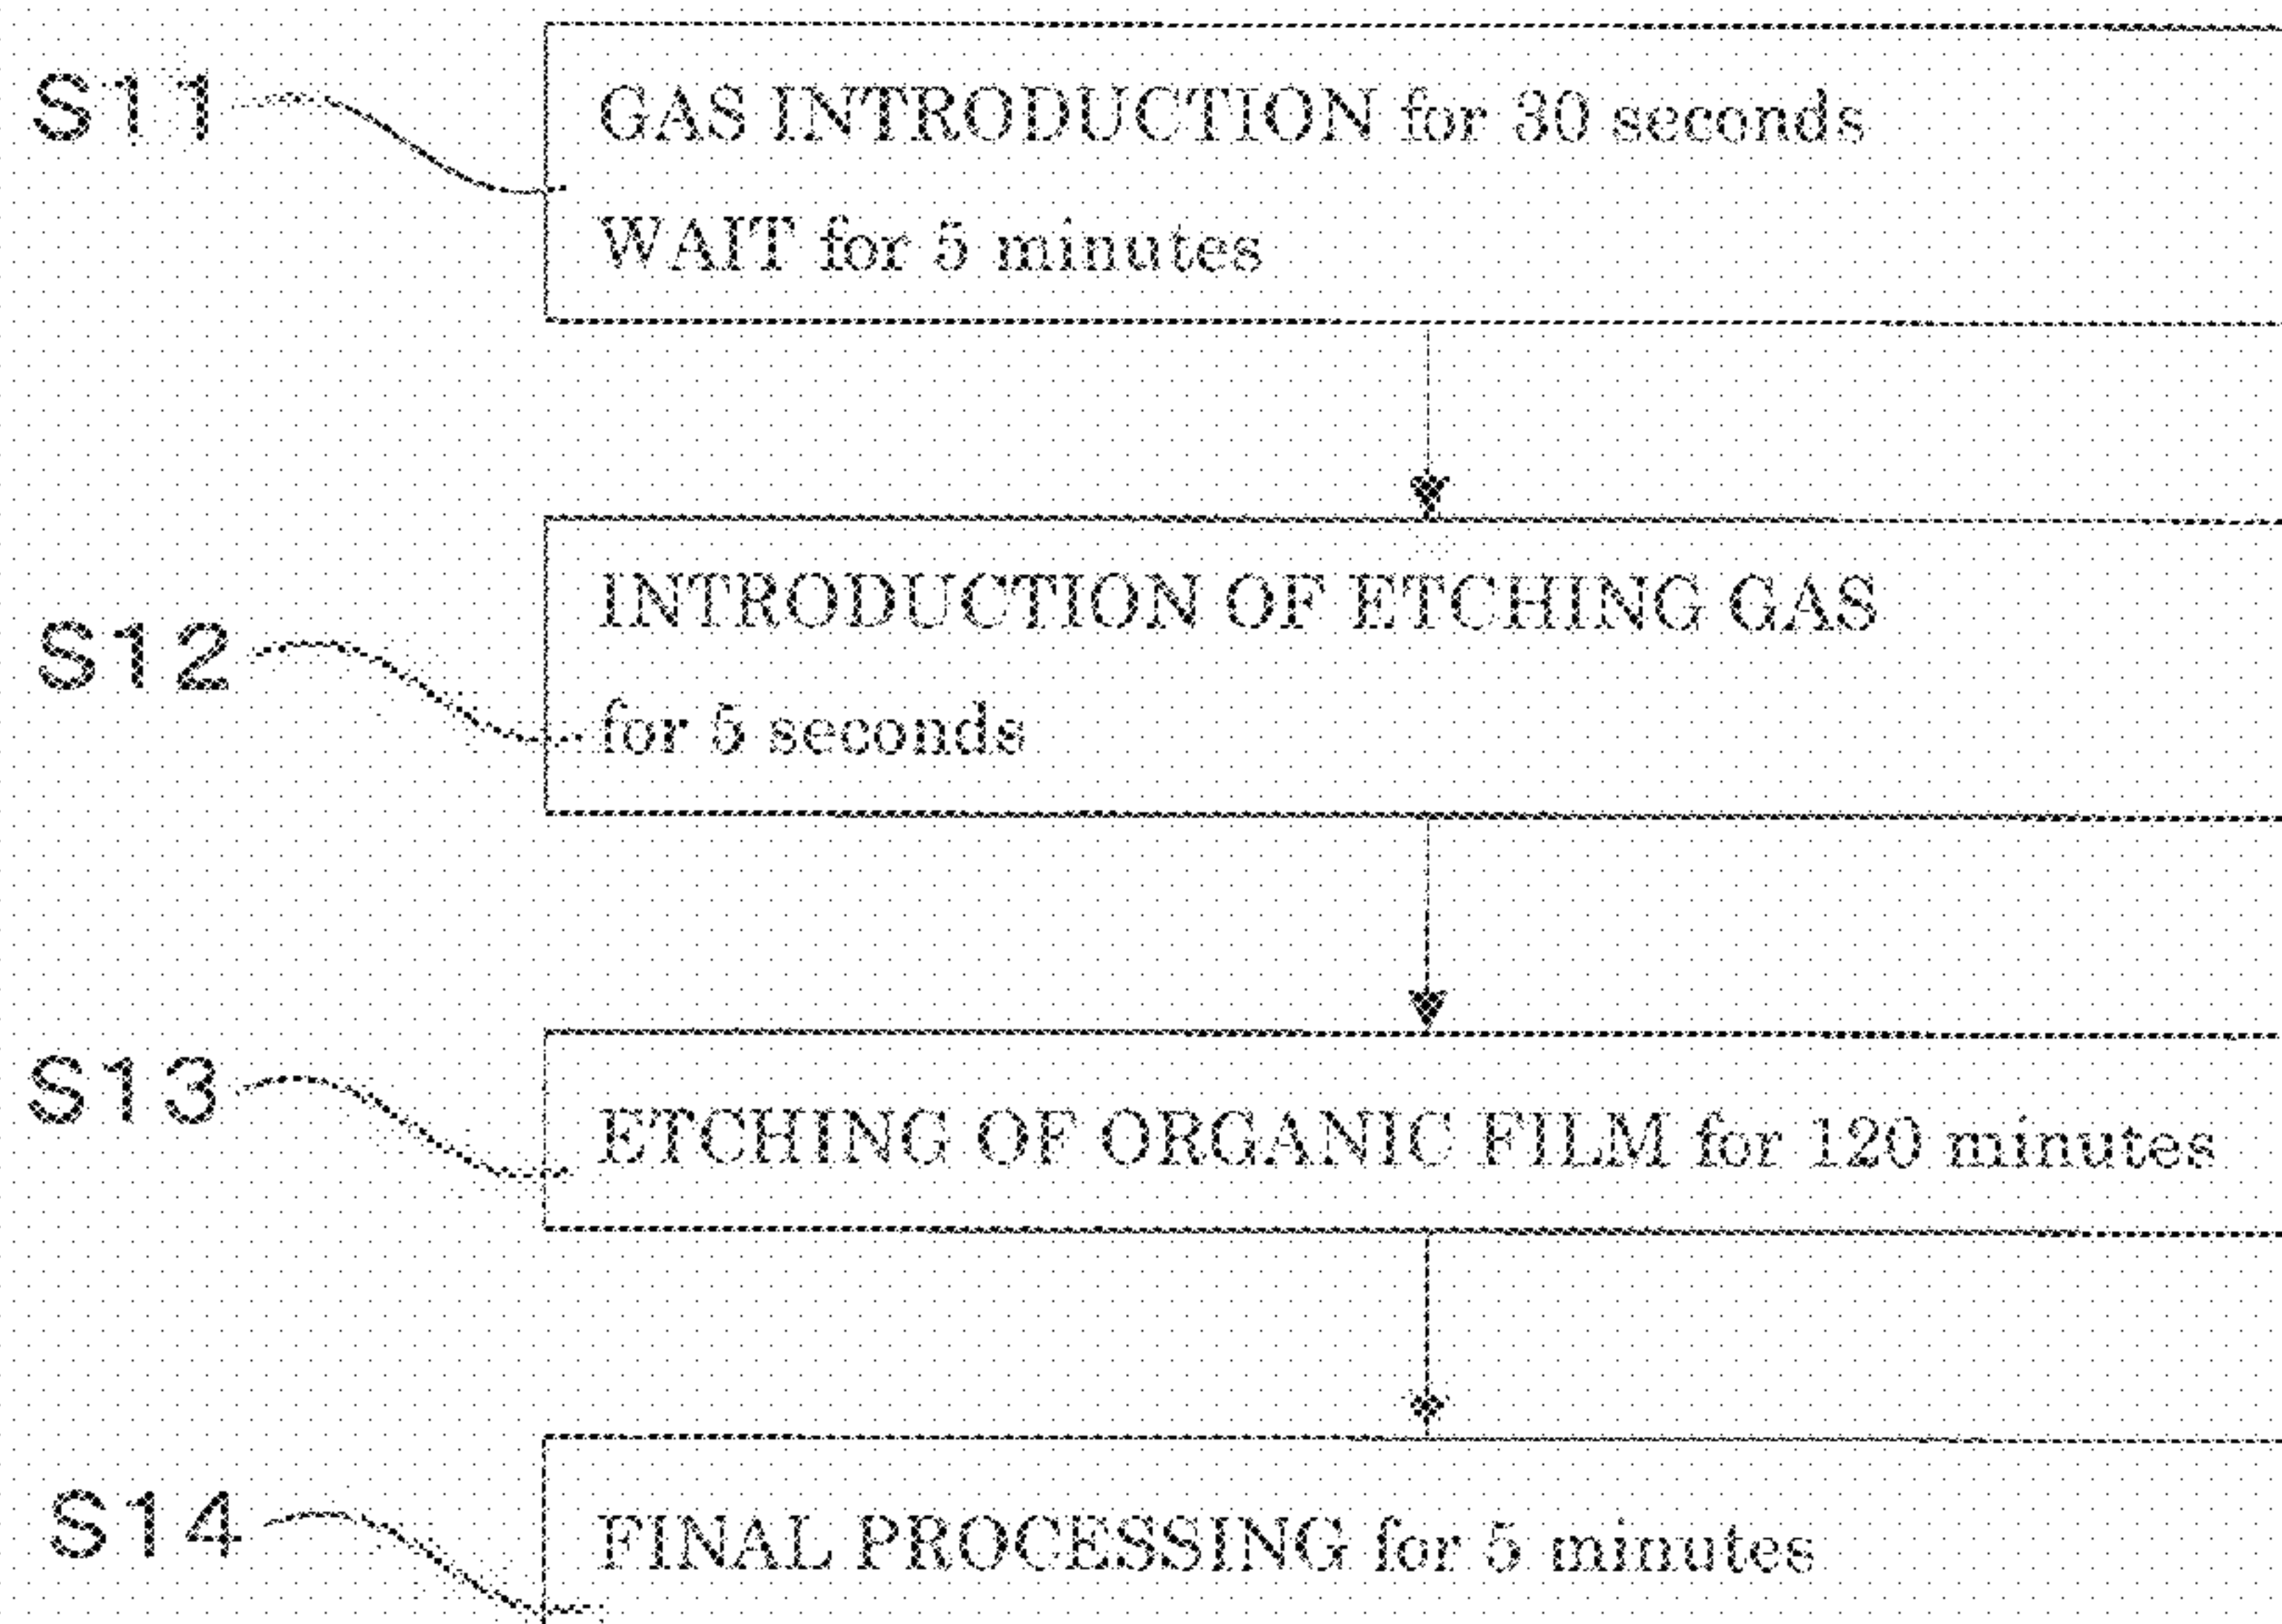 S11
GAS INTRODUCTION for 30 seconds
WAIT for 5 minutes
S12
INTRODUCTION OF ETCHING GAS
for 5 seconds
S13
ETCHING OF ORGANIC FILM for 120 minutes
S14
FINAL PROCESSING for 5 minutes